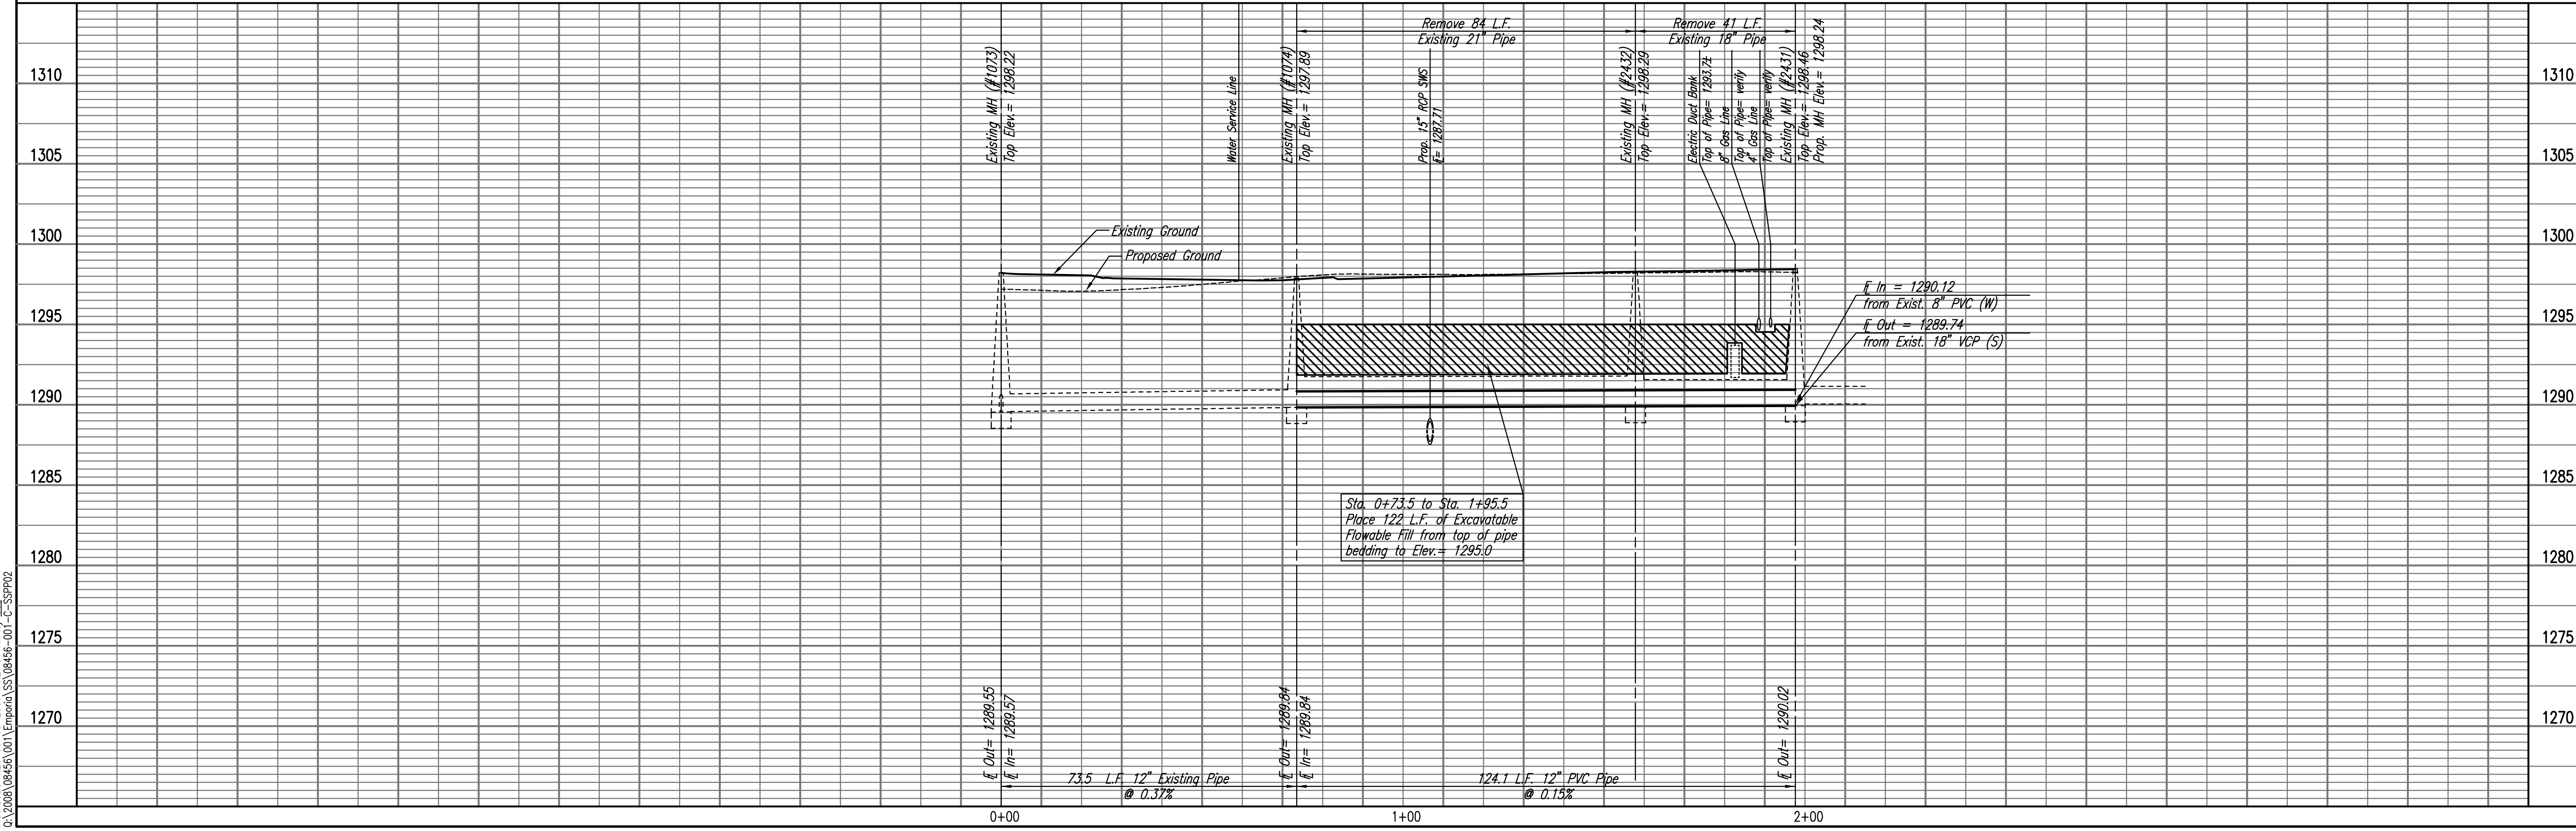 Remove 84 L.F.
Existing 21" Pipe
Remove 41 L.F.
Existing 18" Pipe
Existing MH (#1073)
Top Elev.= 1298.22
Water Service Line
Existing MH (#1074)
Top Elev.= 1297.89
Prop. 15" RCP SWS
FL= 1287.71
Existing MH (#2432)
Top Elev.= 1298.29
Electric Duct Bank
Top of Pipe= 1293.7±
8" Gas Line
Top of Pipe= verify
4" Gas Line
Top of Pipe= verify
Existing MH (#2431)
Top Elev.= 1298.46
Prop. MH Elev.= 1298.24
1310 1310
1305 1305
1300 1300
Existing Ground
Proposed Ground
1295 1295
FL In = 1290.12
from Exist. 8" PVC (W)
FL Out = 1289.74
from Exist. 18" VCP (S)
1290 1290
1285 1285
Sta. 0+73.5 to Sta. 1+95.5
Place 122 L.F. of Excavatable
Flowable Fill from top of pipe
bedding to Elev.= 1295.0
1280 1280
1275 1275
1270 1270
FL Out= 1289.55
FL In= 1289.57
FL Out= 1289.84
FL In= 1289.84
FL Out= 1290.02
73.5 L.F. 12" Existing Pipe
@ 0.37%
124.1 L.F. 12" PVC Pipe
@ 0.15%
0+00 1+00 2+00
Q:\2008\08456\001\Emporia\SS\08456-001-C-SSPP02